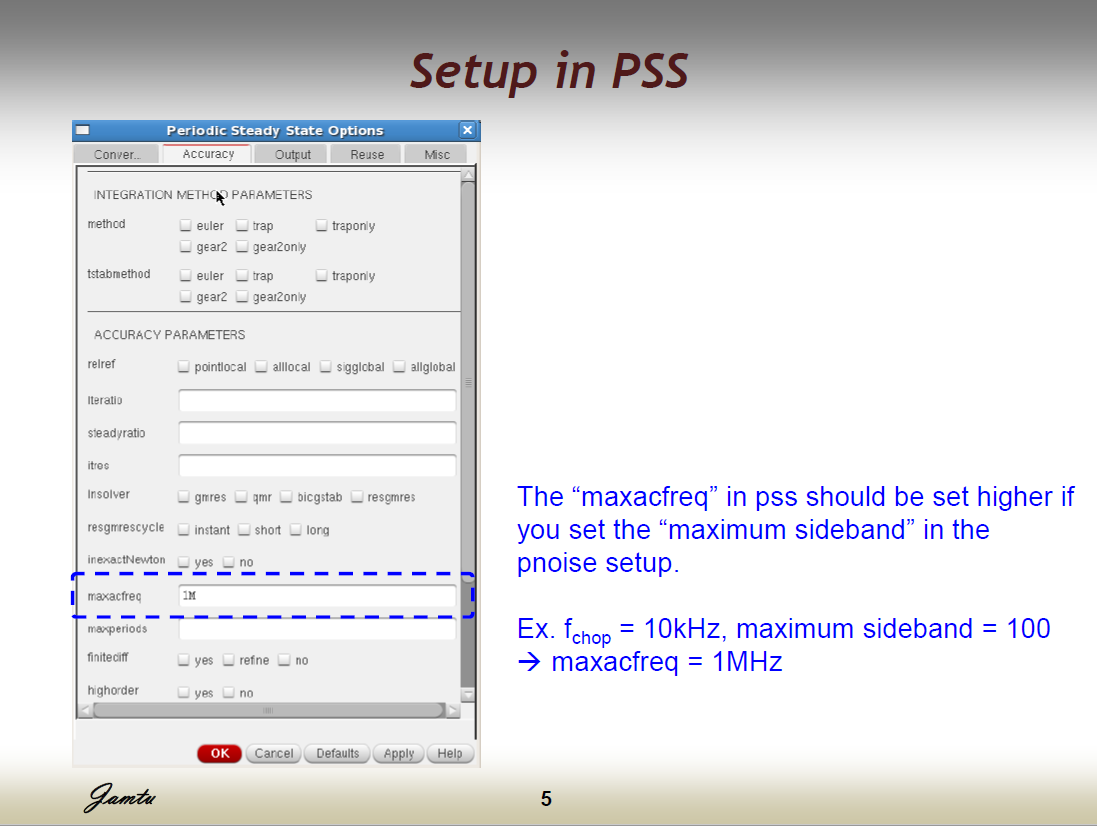 Setup in PSS
Periodic Steady State Options
Conver... Accuracy Output Reuse Misc
INTEGRATION METHOD PARAMETERS
method euler trap traponly
gear2 gear2only
tstabmethod euler trap traponly
gear2 gear2only
ACCURACY PARAMETERS
relref pointlocal alllocal sigglobal allglobal
lteratio
steadyratio
itres
lnsolver gmres qmr bicgstab resgmres
resgmrescycle instant short long
inexactNewton yes no
maxacfreq 1M
maxperiods
finitediff yes refine no
highorder yes no
OK Cancel Defaults Apply Help
The “maxacfreq” in pss should be set higher if
you set the “maximum sideband” in the
pnoise setup.
Ex. fchop = 10kHz, maximum sideband = 100
→ maxacfreq = 1MHz
Jamtu
5